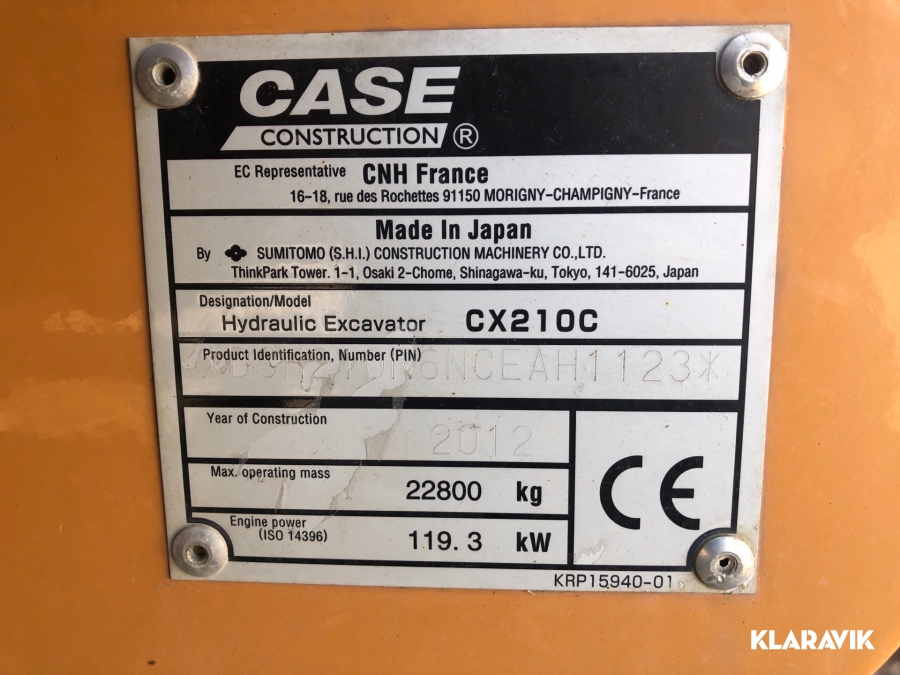 CASE
CONSTRUCTION ®
EC Representative CNH France
16-18, rue des Rochettes 91150 MORIGNY-CHAMPIGNY-France
Made In Japan
By SUMITOMO (S.H.I.) CONSTRUCTION MACHINERY CO.,LTD.
ThinkPark Tower. 1-1, Osaki 2-Chome, Shinagawa-ku, Tokyo, 141-6025, Japan
Designation/Model
Hydraulic Excavator CX210C
Product Identification, Number (PIN)
Year of Construction
2012
Max. operating mass
22800 kg
Engine power
(ISO 14396)
119.3 kW
CE
KRP15940-01
KLARAVIK